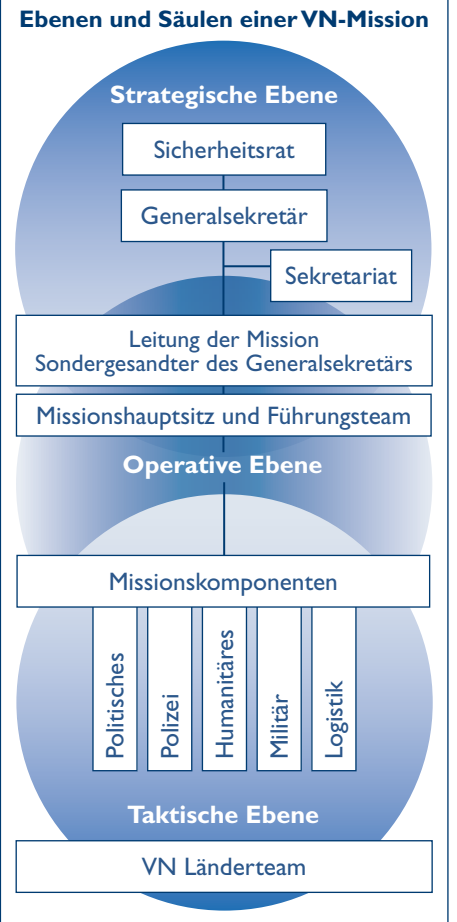 Ebenen und Säulen einer VN-Mission
Strategische Ebene
Sicherheitsrat
Generalsekretär
Sekretariat
Leitung der Mission
Sondergesandter des Generalsekretärs
Missionshauptsitz und Führungsteam
Operative Ebene
Missionskomponenten
Politisches
Polizei
Humanitäres
Militär
Logistik
Taktische Ebene
VN Länderteam